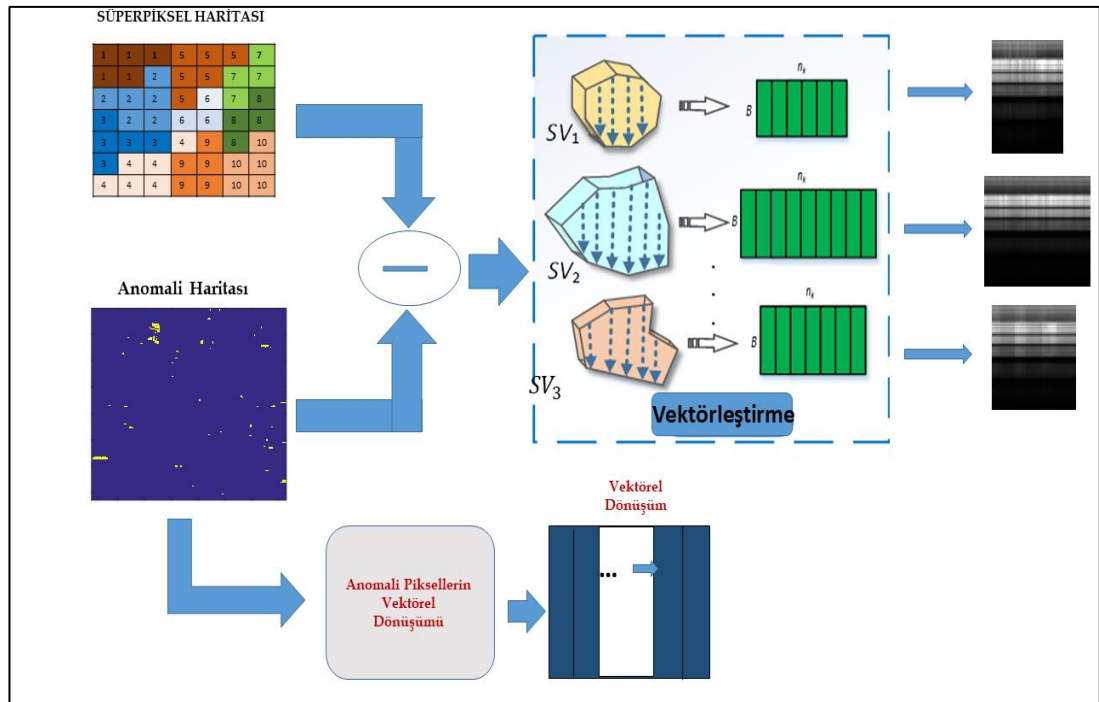 SÜPERPİKSEL HARİTASI
1 1 1 5 5 5 7
1 1 2 5 5 7 7
2 2 2 5 6 7 8
3 2 2 6 6 8 8
3 3 3 4 9 8 10
3 4 4 9 9 10 10
4 4 4 9 9 10 10
Anomali Haritası
SV₁
B
nₖ
SV₂
B
nₖ
SV₃
B
nₖ
Vektörleştirme
Anomali Piksellerin
Vektörel
Dönüşümü
Vektörel
Dönüşüm
...